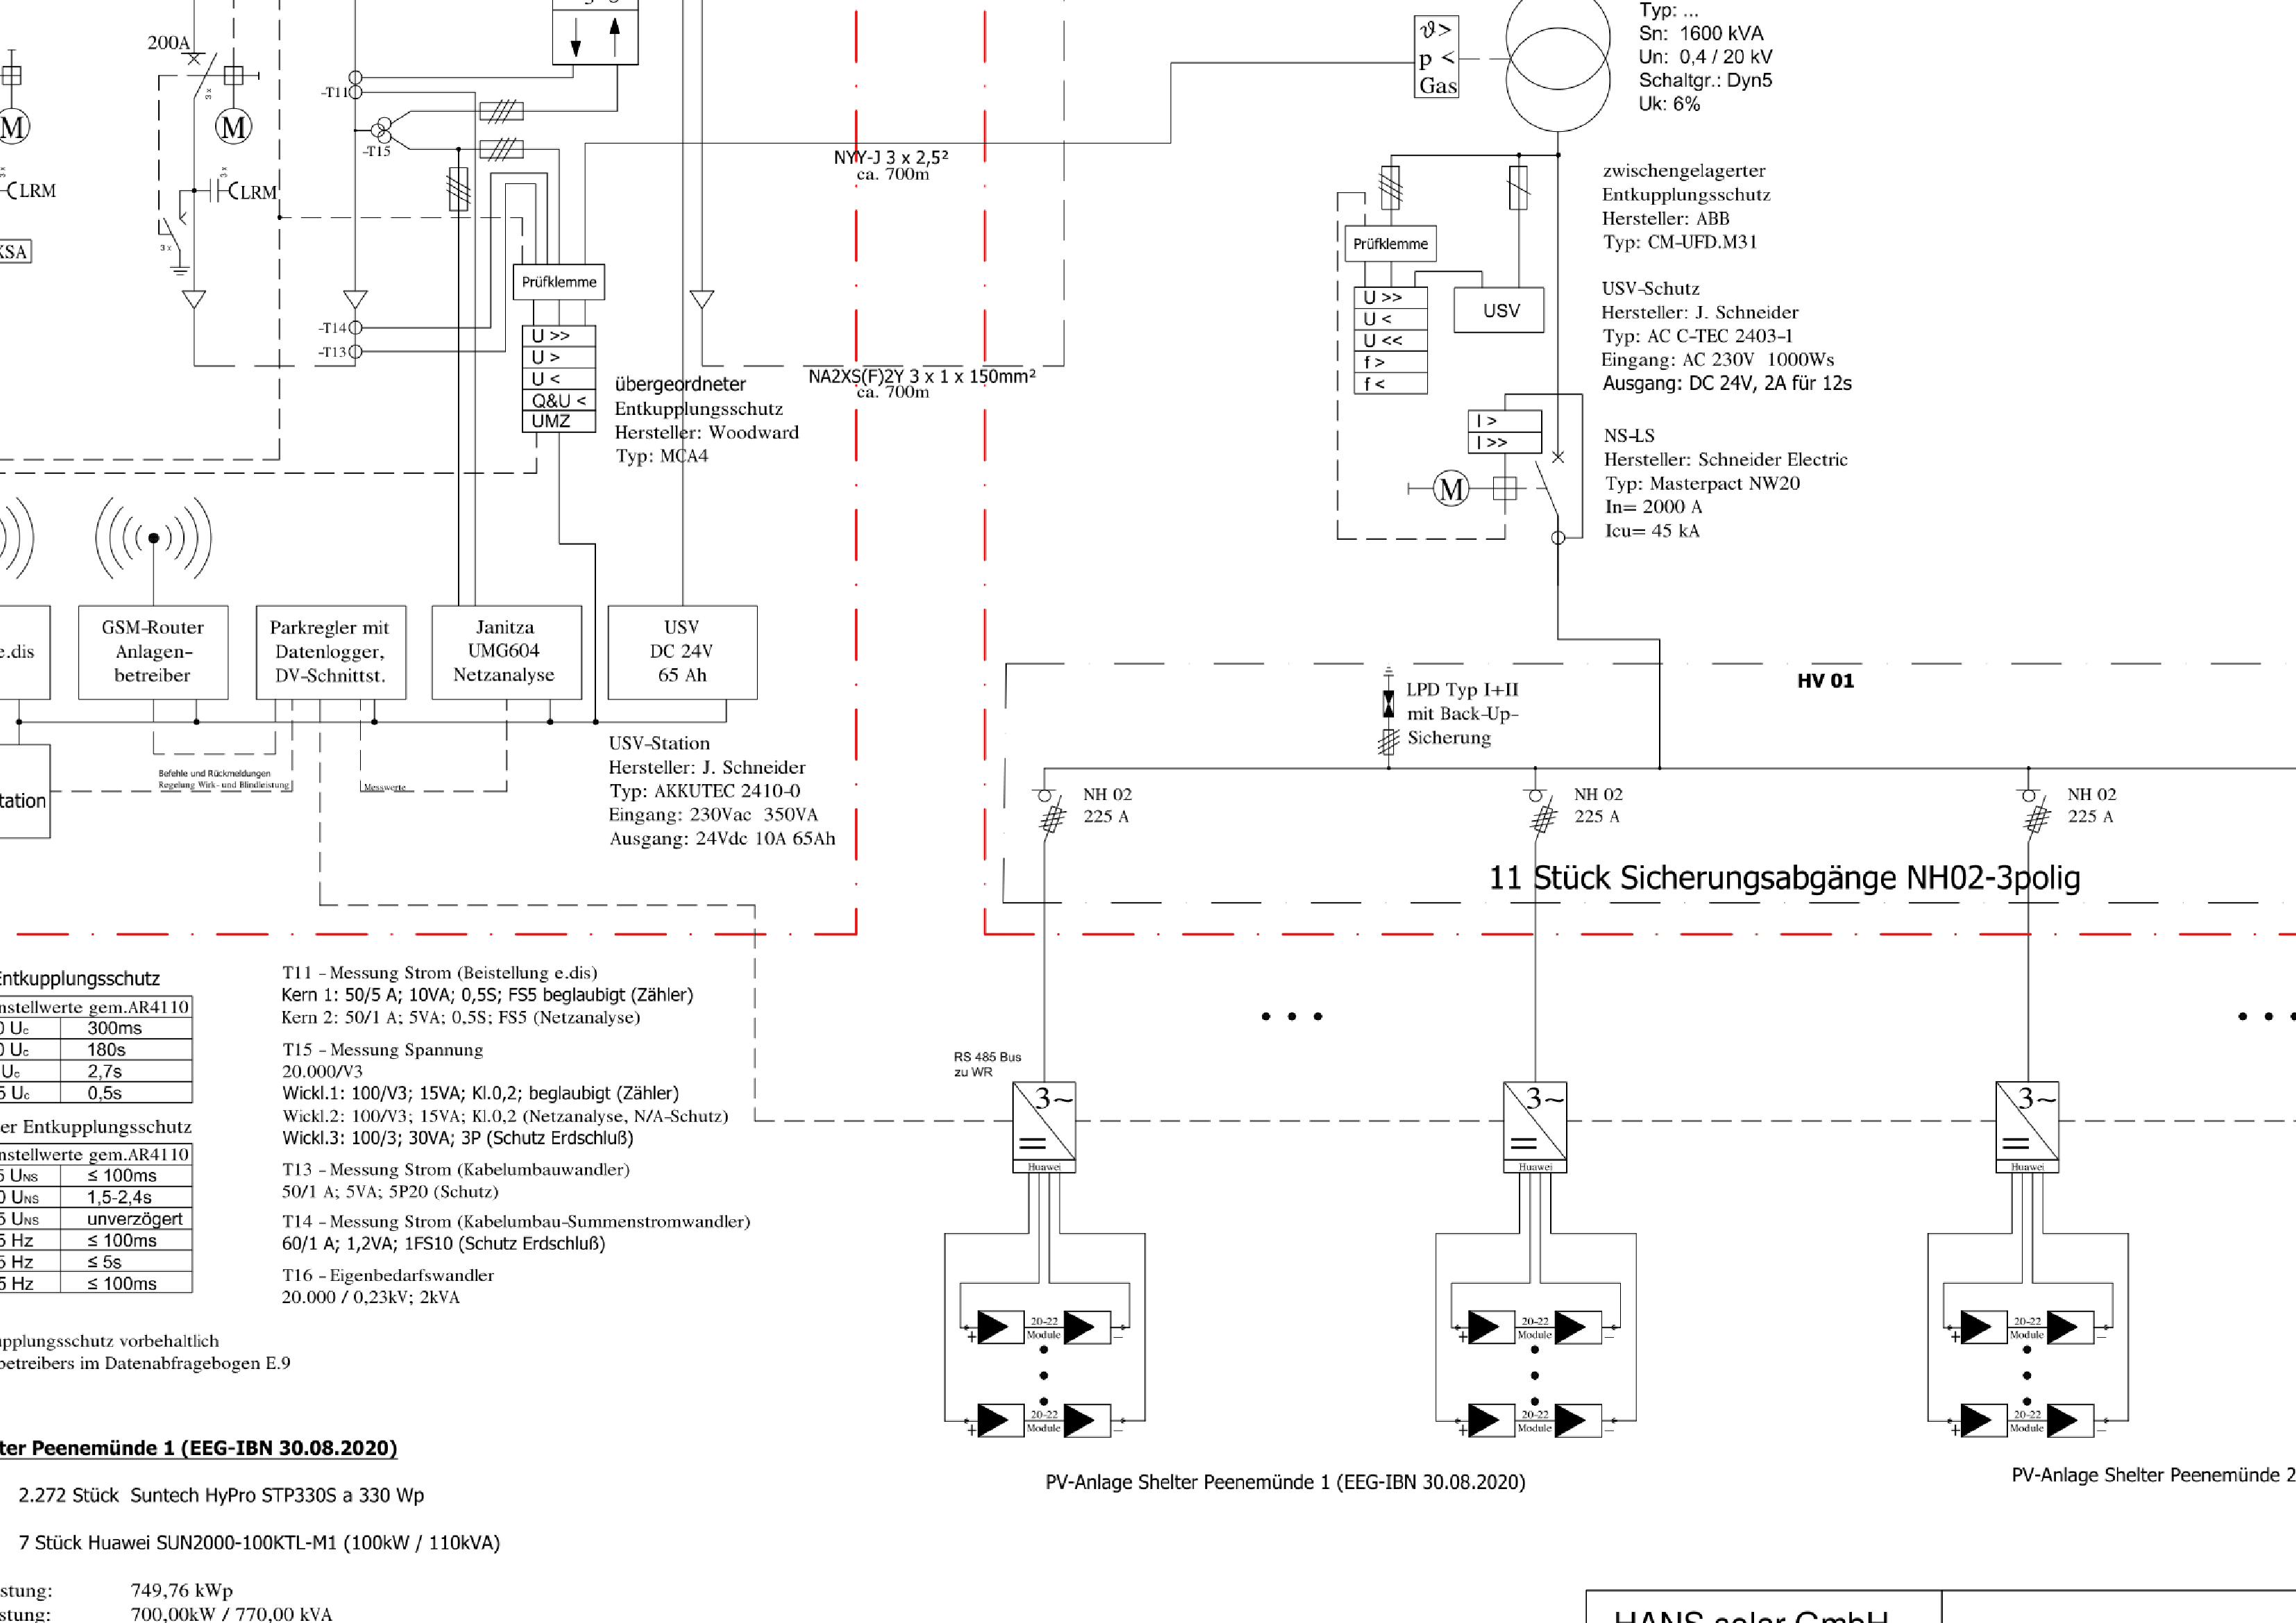 200A
3 x
M
M
3 x
3 x
LRM
LRM
3 x
KSA
-T11
-T15
Prüfklemme
-T14
-T13
U >>
U >
U <
Q&U <
UMZ
übergeordneter
Entkupplungsschutz
Hersteller: Woodward
Typ: MCA4
NYY-J 3 x 2,5²
ca. 700m
NA2XS(F)2Y 3 x 1 x 150mm²
ca. 700m
ϑ>
p <
Gas
Typ: ...
Sn: 1600 kVA
Un: 0,4 / 20 kV
Schaltgr.: Dyn5
Uk: 6%
zwischengelagerter
Entkupplungsschutz
Hersteller: ABB
Typ: CM-UFD.M31
Prüfklemme
U >>
U <
U <<
f >
f <
USV
USV-Schutz
Hersteller: J. Schneider
Typ: AC C-TEC 2403-1
Eingang: AC 230V 1000Ws
Ausgang: DC 24V, 2A für 12s
I >
I >>
M
NS-LS
Hersteller: Schneider Electric
Typ: Masterpact NW20
In= 2000 A
Icu= 45 kA
e.dis
GSM-Router
Anlagen-
betreiber
Parkregler mit
Datenlogger,
DV-Schnittst.
Janitza
UMG604
Netzanalyse
USV
DC 24V
65 Ah
tation
Befehle und Rückmeldungen
Regelung Wirk- und Blindleistung
Messwerte
USV-Station
Hersteller: J. Schneider
Typ: AKKUTEC 2410-0
Eingang: 230Vac 350VA
Ausgang: 24Vdc 10A 65Ah
LPD Typ I+II
mit Back-Up-
Sicherung
HV 01
NH 02
225 A
NH 02
225 A
NH 02
225 A
11 Stück Sicherungsabgänge NH02-3polig
Entkupplungsschutz
nstellwerte gem.AR4110
0 Uc 300ms
0 Uc 180s
Uc 2,7s
5 Uc 0,5s
er Entkupplungsschutz
nstellwerte gem.AR4110
5 UNS ≤ 100ms
0 UNS 1,5-2,4s
5 UNS unverzögert
5 Hz ≤ 100ms
5 Hz ≤ 5s
5 Hz ≤ 100ms
upplungsschutz vorbehaltlich
betreibers im Datenabfragebogen E.9
T11 - Messung Strom (Beistellung e.dis)
Kern 1: 50/5 A; 10VA; 0,5S; FS5 beglaubigt (Zähler)
Kern 2: 50/1 A; 5VA; 0,5S; FS5 (Netzanalyse)
T15 - Messung Spannung
20.000/V3
Wickl.1: 100/V3; 15VA; Kl.0,2; beglaubigt (Zähler)
Wickl.2: 100/V3; 15VA; Kl.0,2 (Netzanalyse, N/A-Schutz)
Wickl.3: 100/3; 30VA; 3P (Schutz Erdschluß)
T13 - Messung Strom (Kabelumbauwandler)
50/1 A; 5VA; 5P20 (Schutz)
T14 - Messung Strom (Kabelumbau-Summenstromwandler)
60/1 A; 1,2VA; 1FS10 (Schutz Erdschluß)
T16 - Eigenbedarfswandler
20.000 / 0,23kV; 2kVA
RS 485 Bus
zu WR
3~
Huawei
3~
Huawei
3~
Huawei
+ 20-22 Module −
+ 20-22 Module −
+ 20-22 Module −
+ 20-22 Module −
+ 20-22 Module −
+ 20-22 Module −
PV-Anlage Shelter Peenemünde 1 (EEG-IBN 30.08.2020)
PV-Anlage Shelter Peenemünde 2
ter Peenemünde 1 (EEG-IBN 30.08.2020)
2.272 Stück Suntech HyPro STP330S a 330 Wp
7 Stück Huawei SUN2000-100KTL-M1 (100kW / 110kVA)
stung: 749,76 kWp
stung: 700,00kW / 770,00 kVA
HANS solar GmbH